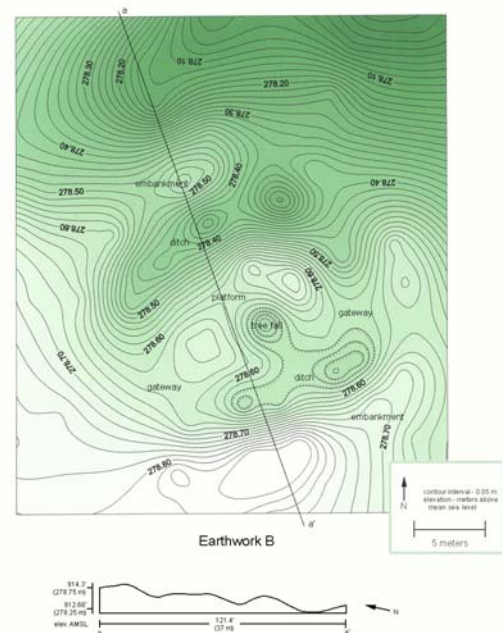 a
278.30
278.20
278.10
278.20
278.10
278.30
278.40
278.40
278.40
embankment
278.50
278.50
278.60
ditch
278.40
278.50
278.50
278.60
platform
gateway
tree fall
278.60
278.70
278.60
ditch
gateway
278.60
embankment
278.70
278.70
278.80
a'
N
contour interval - 0.05 m
elevation - meters above
mean sea level
5 meters
Earthwork B
914.3'
(278.75 m)
912.66'
(278.25 m)
elev. AMSL
121.4'
(37 m)
N